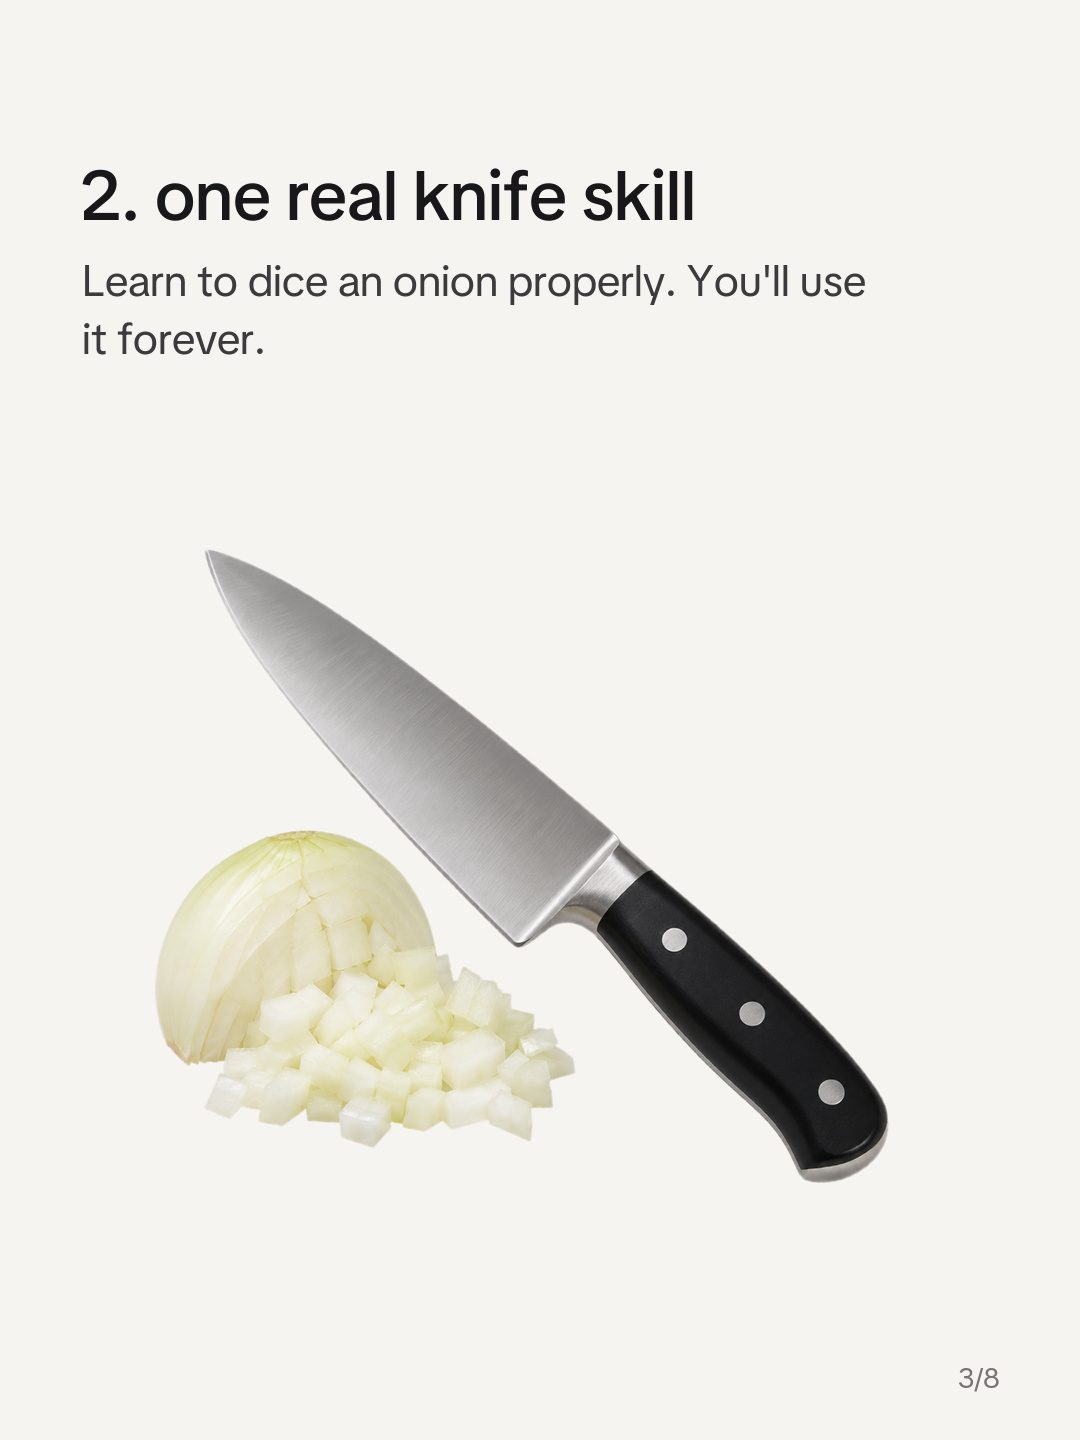 2. one real knife skill
Learn to dice an onion properly. You'll use
it forever.
3/8